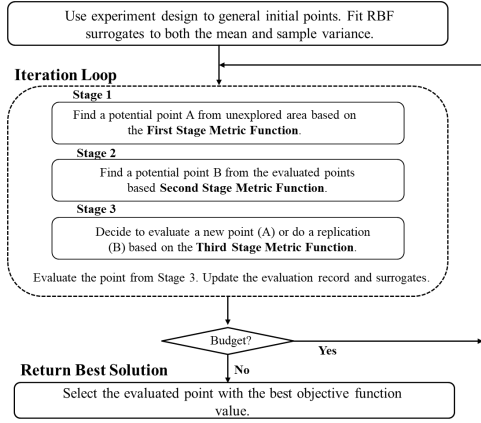 Use experiment design to general initial points. Fit RBF
surrogates to both the mean and sample variance.
Iteration Loop
Stage 1
Find a potential point A from unexplored area based on
the First Stage Metric Function.
Stage 2
Find a potential point B from the evaluated points
based Second Stage Metric Function.
Stage 3
Decide to evaluate a new point (A) or do a replication
(B) based on the Third Stage Metric Function.
Evaluate the point from Stage 3. Update the evaluation record and surrogates.
Budget?
Yes
No
Return Best Solution
Select the evaluated point with the best objective function
value.